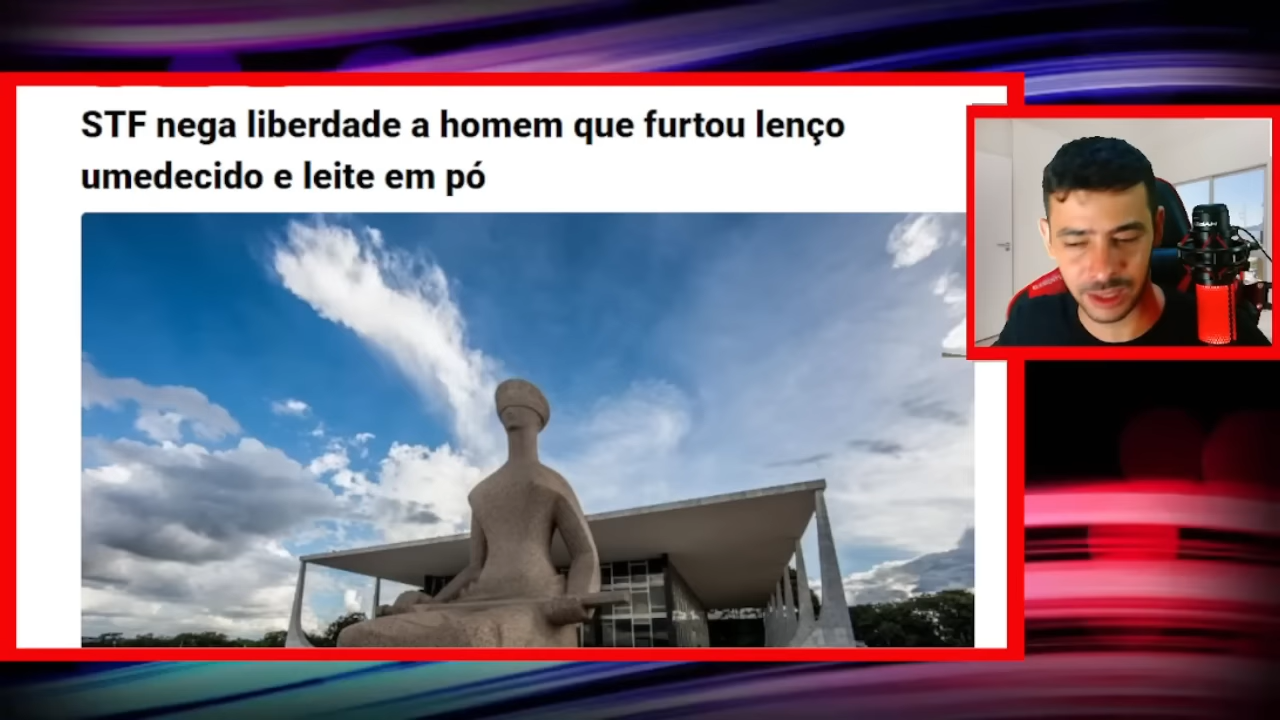 STF nega liberdade a homem que furtou lenço
umedecido e leite em pó